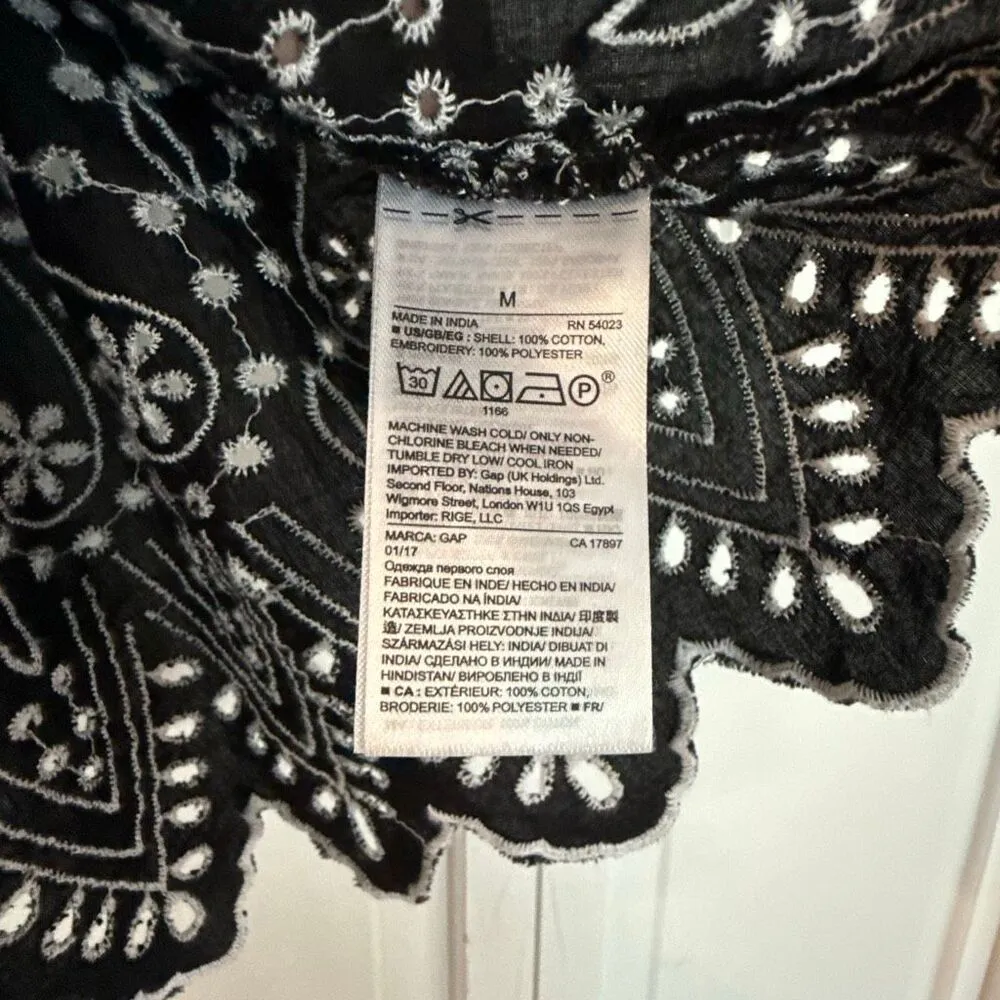 M
MADE IN INDIA RN 54023
■ US/GB/EG : SHELL: 100% COTTON,
EMBROIDERY: 100% POLYESTER
30 P ®
1166
MACHINE WASH COLD/ ONLY NON-
CHLORINE BLEACH WHEN NEEDED/
TUMBLE DRY LOW/ COOL IRON
IMPORTED BY: Gap (UK Holdings) Ltd.
Second Floor, Nations House, 103
Wigmore Street, London W1U 1QS Egypt
Importer: RIGE, LLC
MARCA: GAP CA 17897
01/17
Одежда первого слоя
FABRIQUE EN INDE/ HECHO EN INDIA/
FABRICADO NA ÍNDIA/
ΚΑΤΑΣΚΕΥΑΣΤΗΚΕ ΣΤΗΝ ΙΝΔΙΑ/ 印度製
造/ ZEMLJA PROIZVODNJE INDIJA/
SZÁRMAZÁSI HELY: INDIA/ DIBUAT DI
INDIA/ СДЕЛАНО В ИНДИИ/ MADE IN
HINDISTAN/ ВИРОБЛЕНО В ІНДІЇ
■ CA : EXTÉRIEUR: 100% COTON,
BRODERIE: 100% POLYESTER ■ FR/